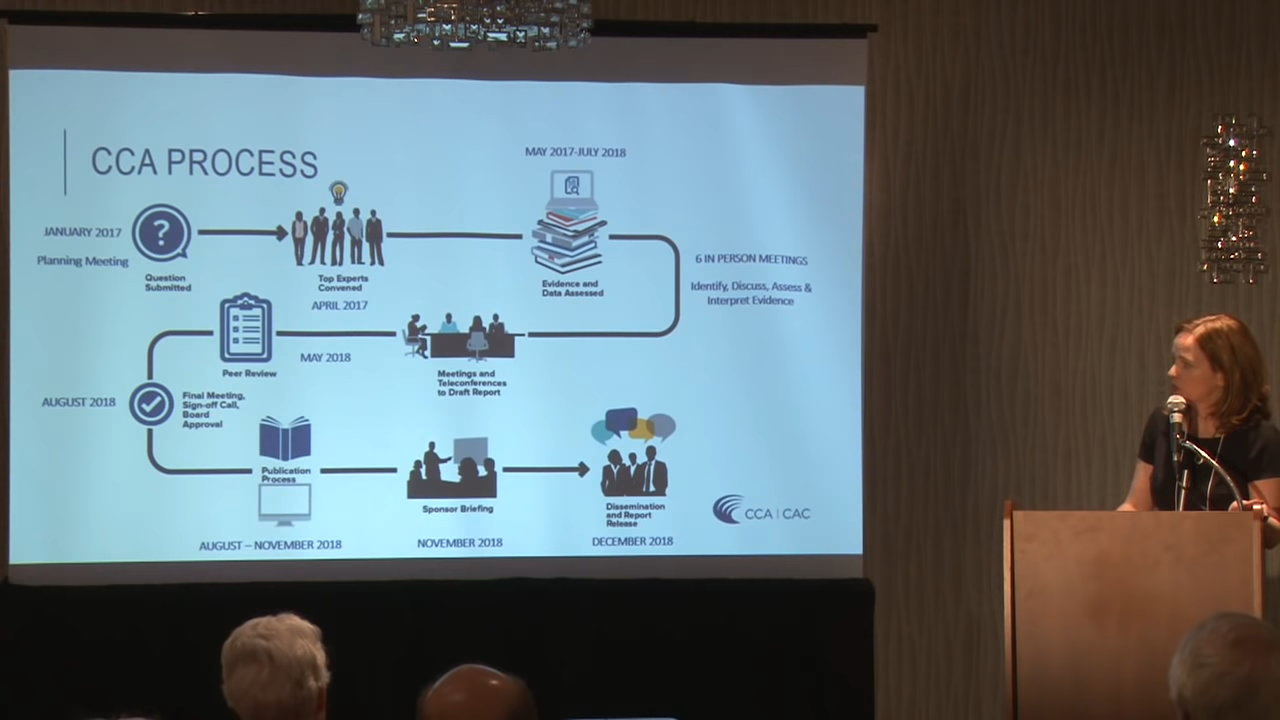 CCA PROCESS
JANUARY 2017
Planning Meeting
?
Question
Submitted
Top Experts
Convened
APRIL 2017
MAY 2017-JULY 2018
Evidence and
Data Assessed
6 IN PERSON MEETINGS
Identify, Discuss, Assess &
Interpret Evidence
Meetings and
Teleconferences
to Draft Report
MAY 2018
Peer Review
AUGUST 2018
Final Meeting,
Sign-off Call,
Board
Approval
Publication
Process
AUGUST – NOVEMBER 2018
Sponsor Briefing
NOVEMBER 2018
Dissemination
and Report
Release
DECEMBER 2018
CCA | CAC